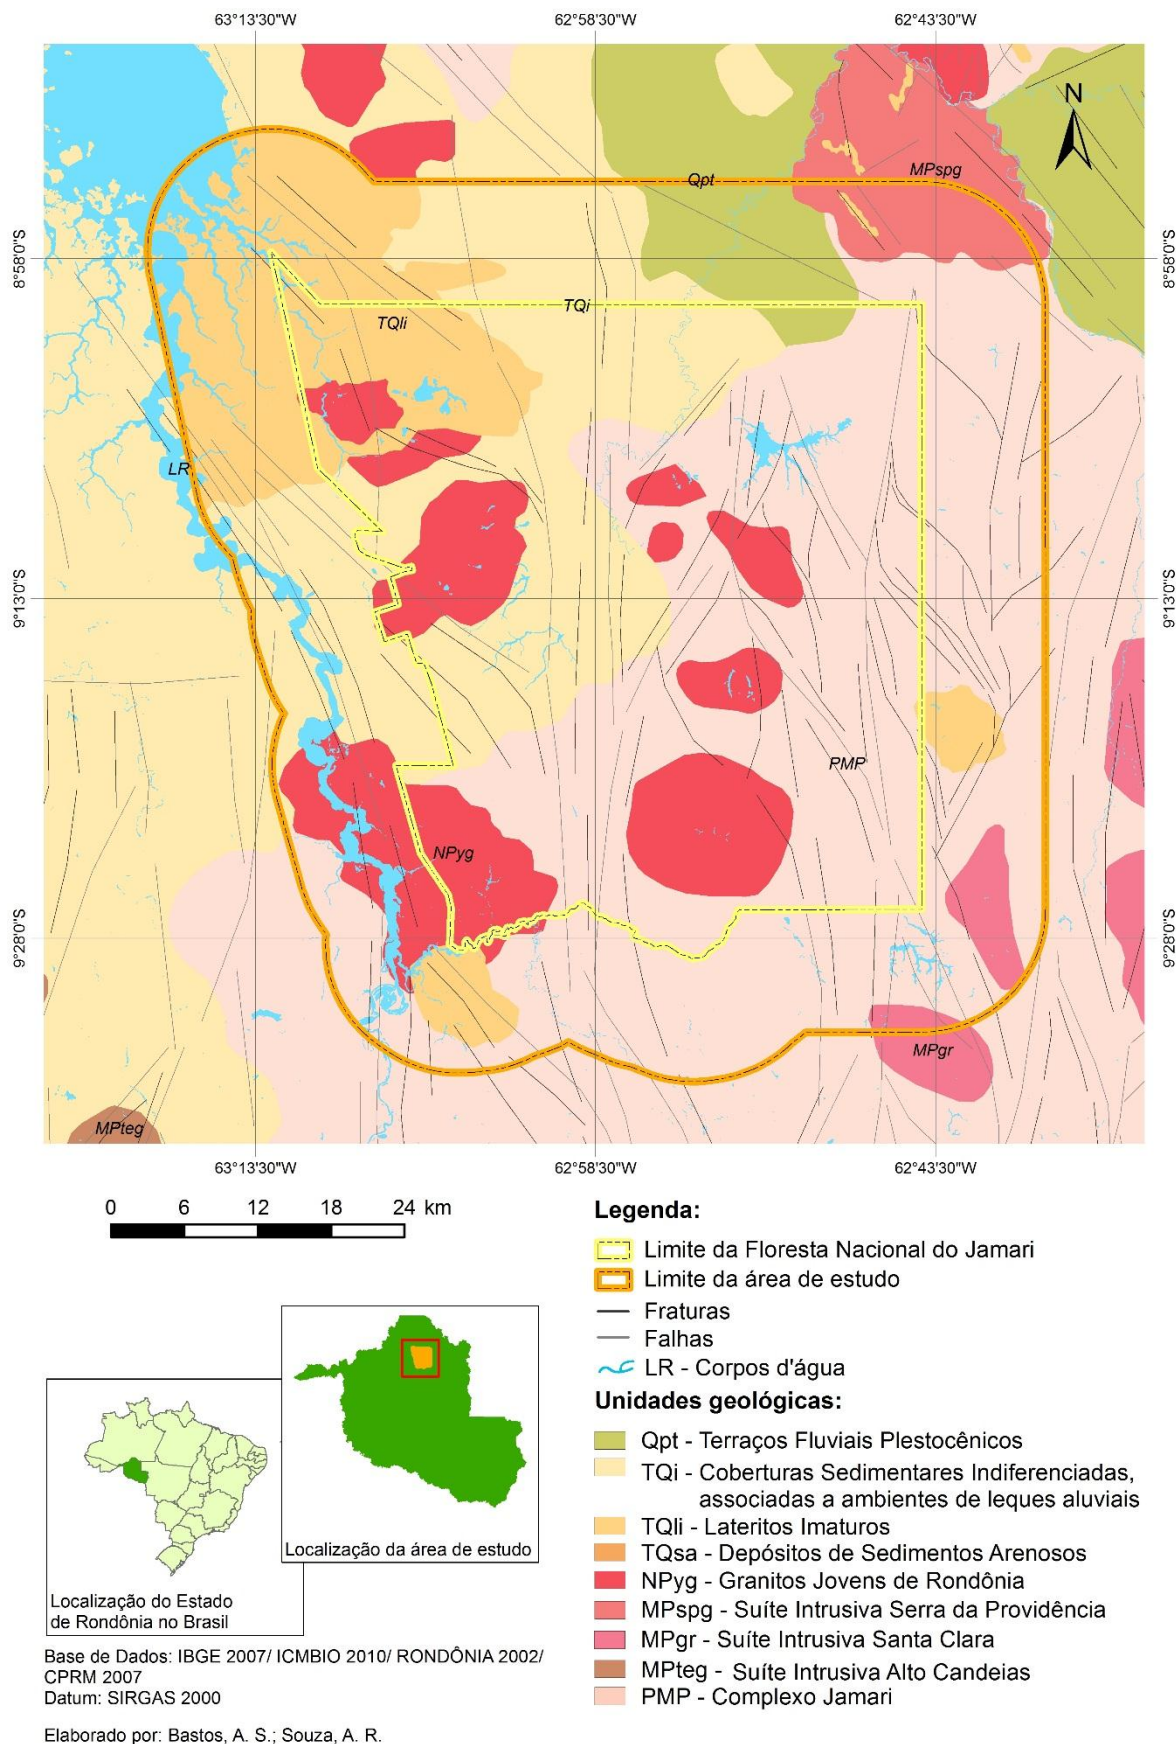 63°13'30"W 62°58'30"W 62°43'30"W
N
MPspg
Qpt
8°58'0"S 8°58'0"S
TQi
TQli
LR
9°13'0"S 9°13'0"S
PMP
NPyg
9°28'0"S 9°28'0"S
MPgr
MPteg
63°13'30"W 62°58'30"W 62°43'30"W
0 6 12 18 24 km
Legenda:
Limite da Floresta Nacional do Jamari
Limite da área de estudo
Fraturas
Falhas
LR - Corpos d'água
Unidades geológicas:
Qpt - Terraços Fluviais Plestocênicos
TQi - Coberturas Sedimentares Indiferenciadas,
associadas a ambientes de leques aluviais
TQli - Lateritos Imaturos
TQsa - Depósitos de Sedimentos Arenosos
NPyg - Granitos Jovens de Rondônia
MPspg - Suíte Intrusiva Serra da Providência
MPgr - Suíte Intrusiva Santa Clara
MPteg - Suíte Intrusiva Alto Candeias
PMP - Complexo Jamari
Localização da área de estudo
Localização do Estado
de Rondônia no Brasil
Base de Dados: IBGE 2007/ ICMBIO 2010/ RONDÔNIA 2002/
CPRM 2007
Datum: SIRGAS 2000
Elaborado por: Bastos, A. S.; Souza, A. R.